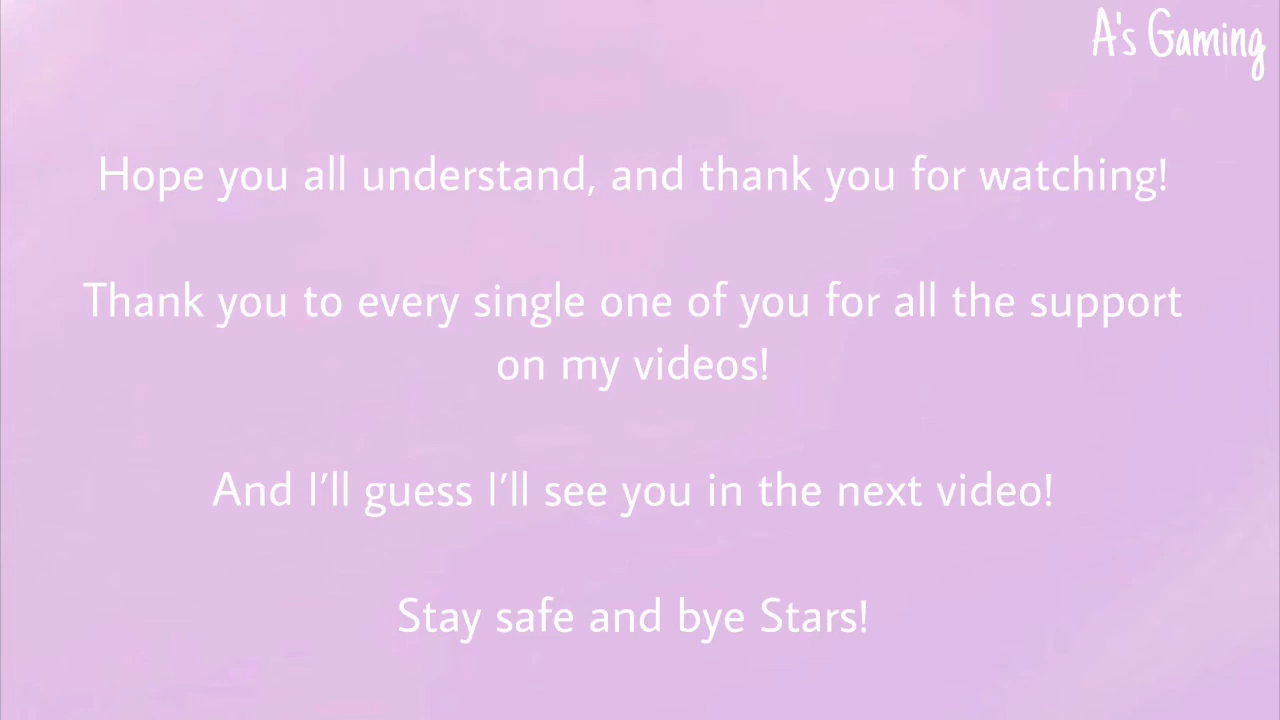 A's Gaming
Hope you all understand, and thank you for watching!
Thank you to every single one of you for all the support
on my videos!
And I’ll guess I’ll see you in the next video!
Stay safe and bye Stars!